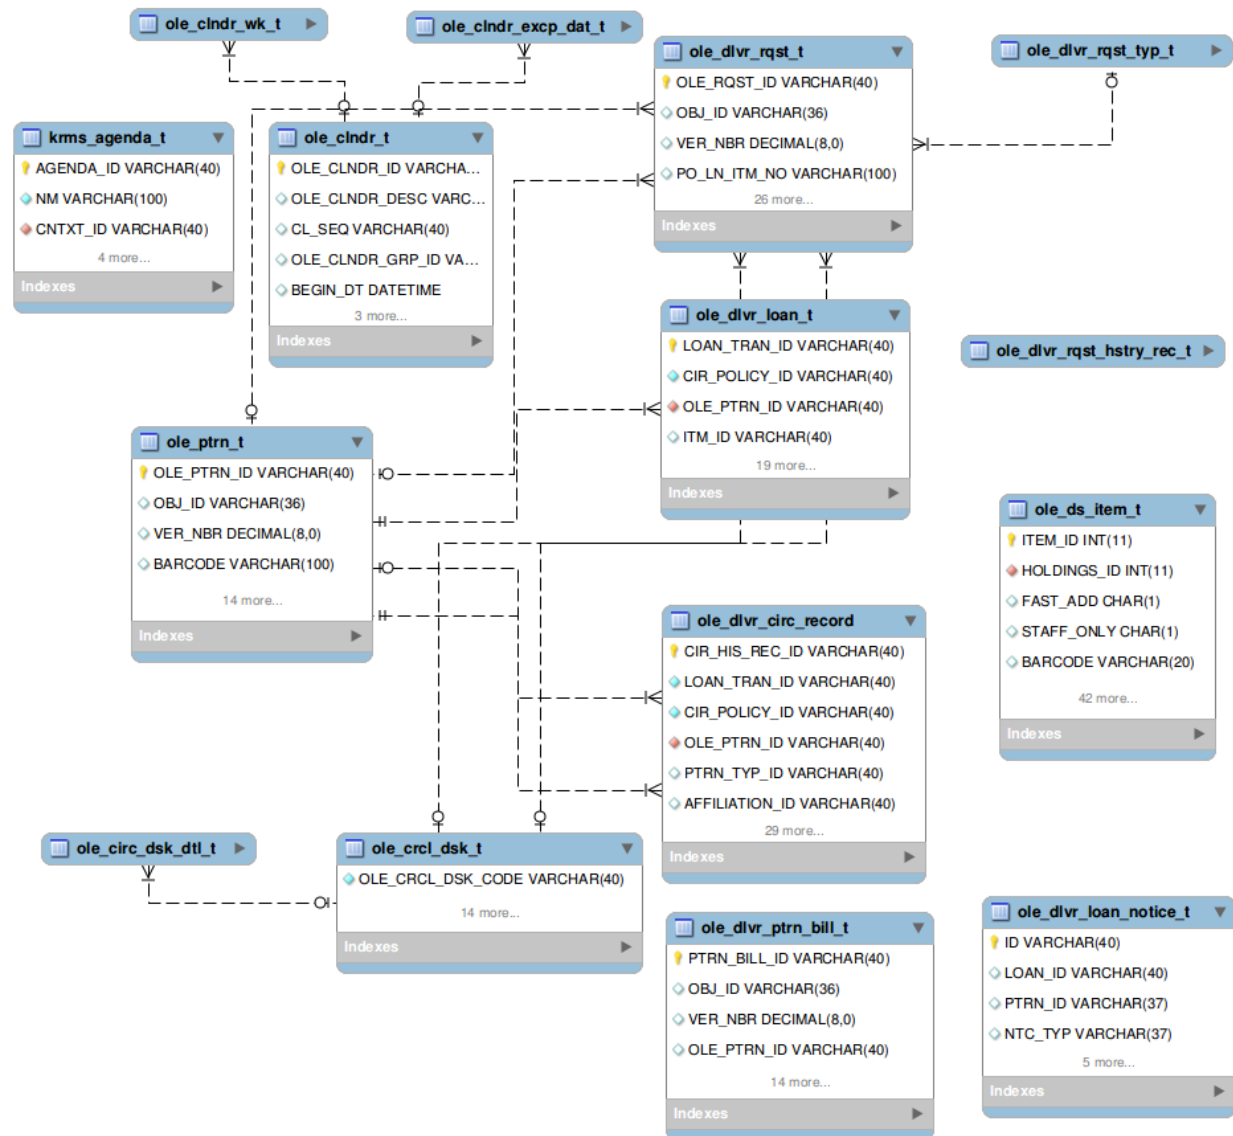 ole_clndr_wk_t
ole_clndr_excp_dat_t
ole_dlvr_rqst_t
OLE_RQST_ID VARCHAR(40)
OBJ_ID VARCHAR(36)
VER_NBR DECIMAL(8,0)
PO_LN_ITM_NO VARCHAR(100)
26 more...
Indexes
ole_dlvr_rqst_typ_t
krms_agenda_t
AGENDA_ID VARCHAR(40)
NM VARCHAR(100)
CNTXT_ID VARCHAR(40)
4 more...
Indexes
ole_clndr_t
OLE_CLNDR_ID VARCHA...
OLE_CLNDR_DESC VARC...
CL_SEQ VARCHAR(40)
OLE_CLNDR_GRP_ID VA...
BEGIN_DT DATETIME
3 more...
Indexes
ole_dlvr_loan_t
LOAN_TRAN_ID VARCHAR(40)
CIR_POLICY_ID VARCHAR(40)
OLE_PTRN_ID VARCHAR(40)
ITM_ID VARCHAR(40)
19 more...
Indexes
ole_dlvr_rqst_hstry_rec_t
ole_ptrn_t
OLE_PTRN_ID VARCHAR(40)
OBJ_ID VARCHAR(36)
VER_NBR DECIMAL(8,0)
BARCODE VARCHAR(100)
14 more...
Indexes
ole_ds_item_t
ITEM_ID INT(11)
HOLDINGS_ID INT(11)
FAST_ADD CHAR(1)
STAFF_ONLY CHAR(1)
BARCODE VARCHAR(20)
42 more...
Indexes
ole_dlvr_circ_record
CIR_HIS_REC_ID VARCHAR(40)
LOAN_TRAN_ID VARCHAR(40)
CIR_POLICY_ID VARCHAR(40)
OLE_PTRN_ID VARCHAR(40)
PTRN_TYP_ID VARCHAR(40)
AFFILIATION_ID VARCHAR(40)
29 more...
Indexes
ole_circ_dsk_dtl_t
ole_crcl_dsk_t
OLE_CRCL_DSK_CODE VARCHAR(40)
14 more...
Indexes
ole_dlvr_ptrn_bill_t
PTRN_BILL_ID VARCHAR(40)
OBJ_ID VARCHAR(36)
VER_NBR DECIMAL(8,0)
OLE_PTRN_ID VARCHAR(40)
14 more...
Indexes
ole_dlvr_loan_notice_t
ID VARCHAR(40)
LOAN_ID VARCHAR(40)
PTRN_ID VARCHAR(37)
NTC_TYP VARCHAR(37)
5 more...
Indexes